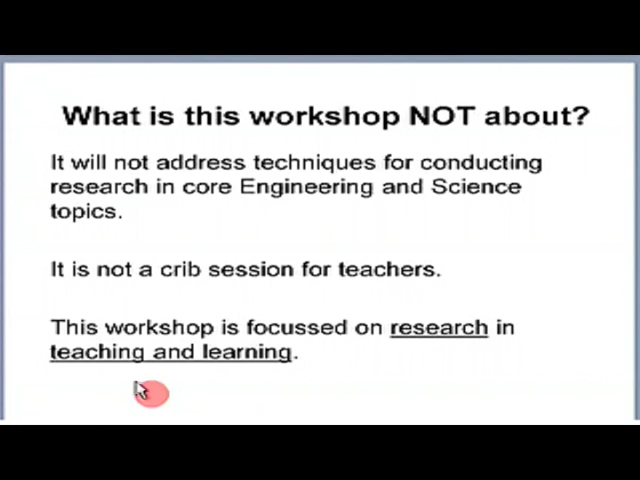 What is this workshop NOT about?
It will not address techniques for conducting
research in core Engineering and Science
topics.
It is not a crib session for teachers.
This workshop is focussed on research in
teaching and learning.